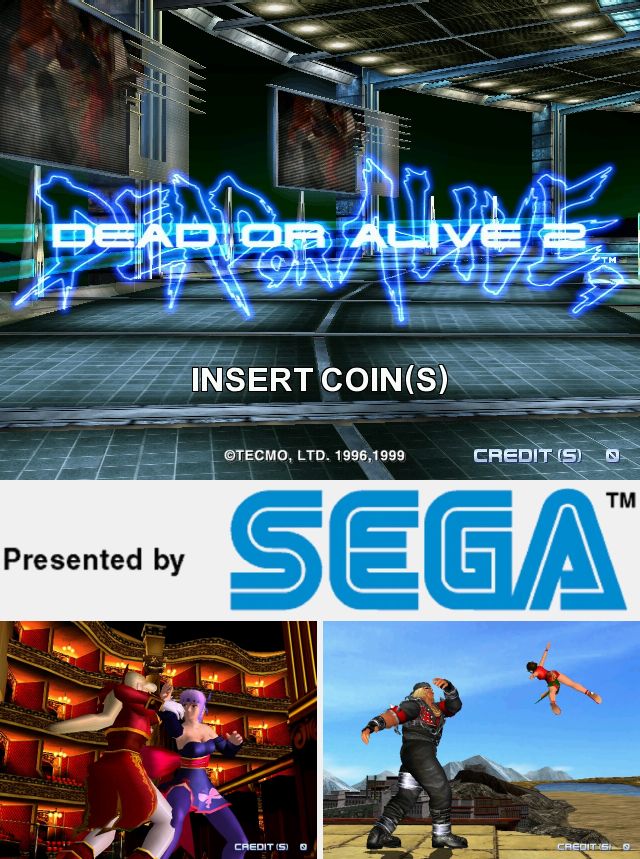 DEAD OR ALIVE
DEAD OR ALIVE 2
TM
INSERT COIN(S)
©TECMO, LTD. 1996,1999
CREDIT(S) 0
Presented by SEGA TM
CREDIT(S) 0
CREDIT(S) 0